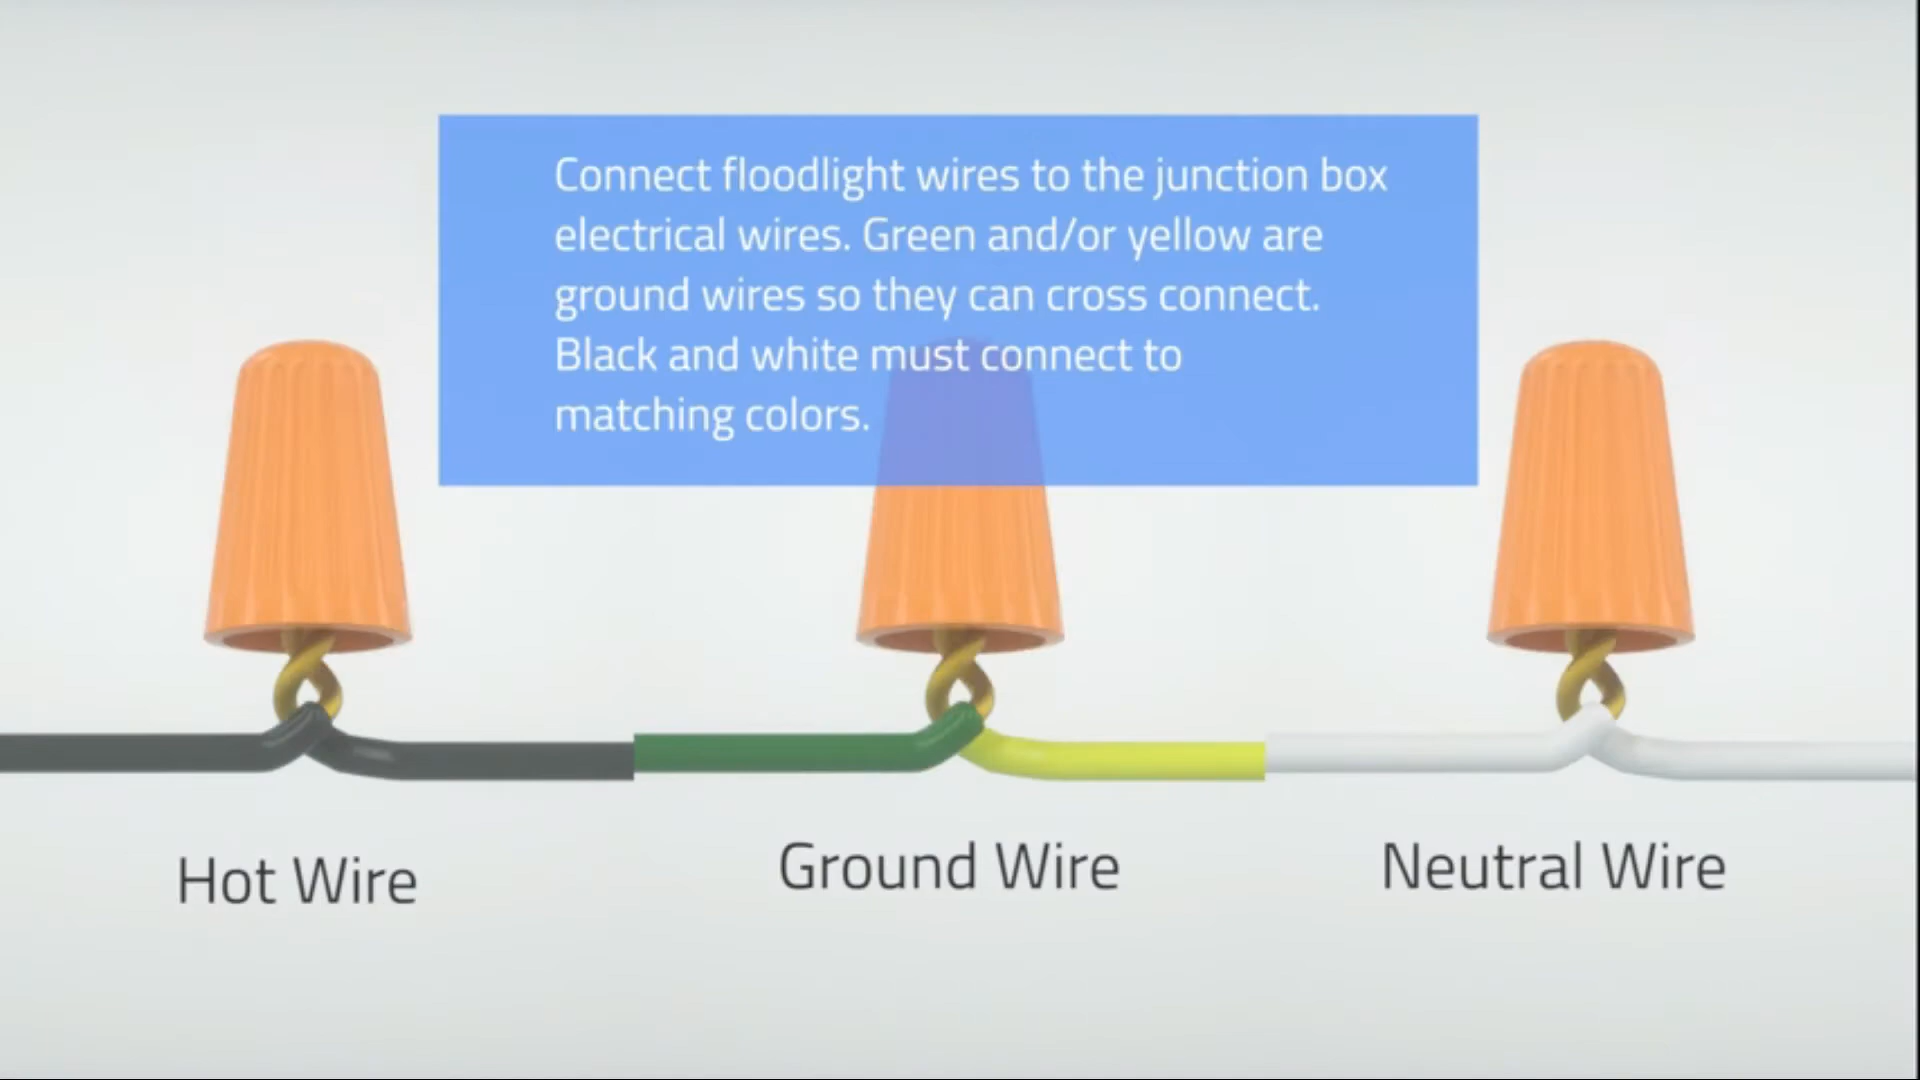 Connect floodlight wires to the junction box
electrical wires. Green and/or yellow are
ground wires so they can cross connect.
Black and white must connect to
matching colors.
Hot Wire
Ground Wire
Neutral Wire